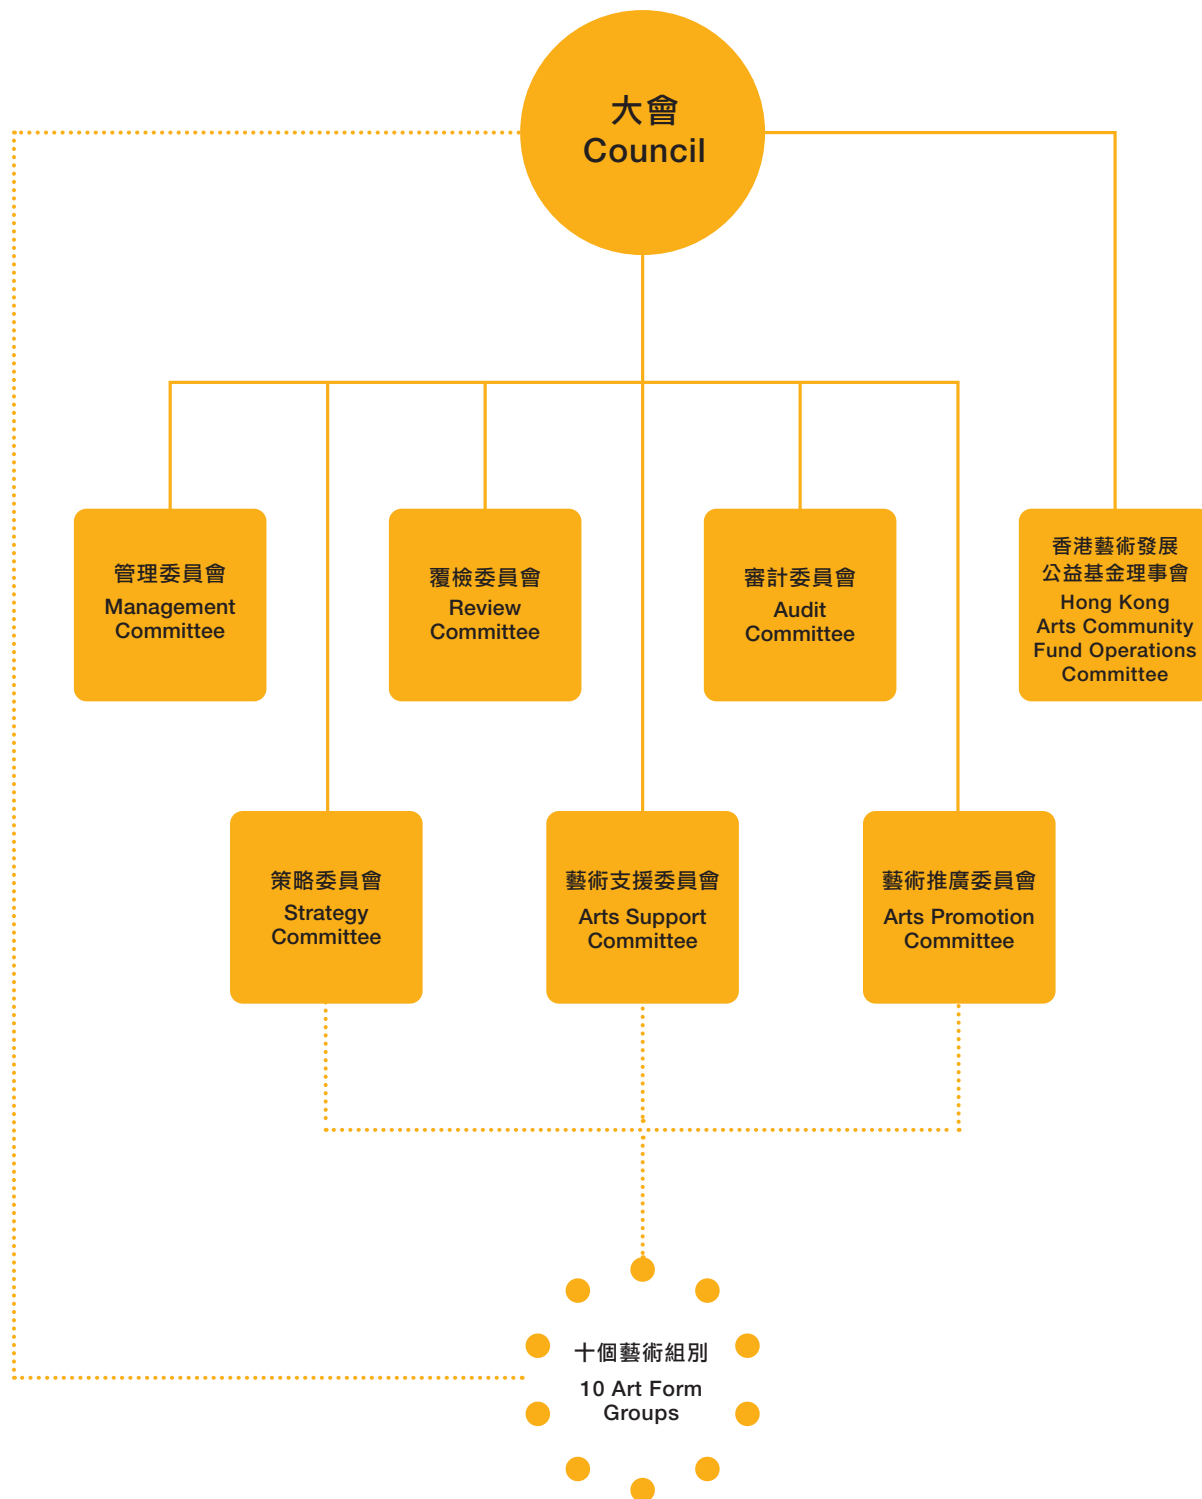 大會
Council
管理委員會
Management
Committee
覆檢委員會
Review
Committee
審計委員會
Audit
Committee
香港藝術發展
公益基金理事會
Hong Kong
Arts Community
Fund Operations
Committee
策略委員會
Strategy
Committee
藝術支援委員會
Arts Support
Committee
藝術推廣委員會
Arts Promotion
Committee
十個藝術組別
10 Art Form
Groups